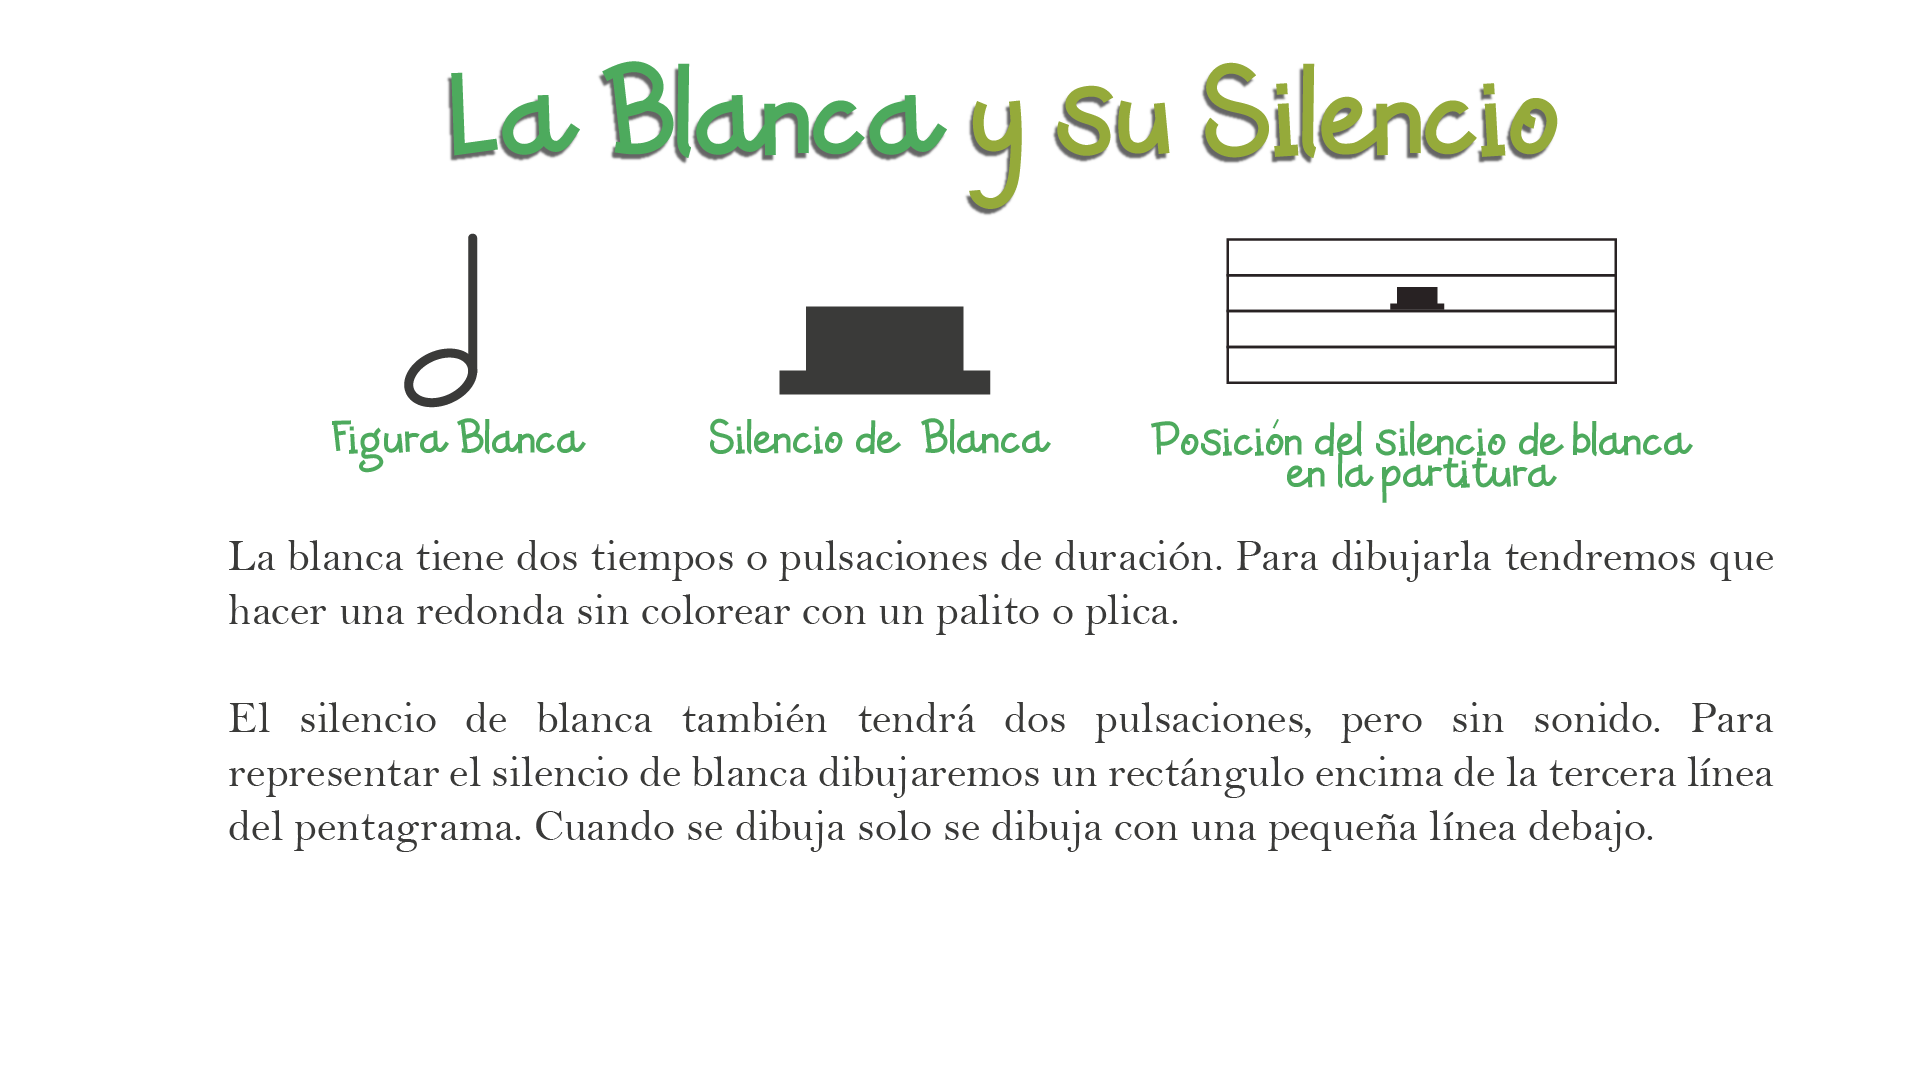 La Blanca y su Silencio
Figura Blanca
Silencio de Blanca
Posición del silencio de blanca
en la partitura
La blanca tiene dos tiempos o pulsaciones de duración. Para dibujarla tendremos que
hacer una redonda sin colorear con un palito o plica.
El silencio de blanca también tendrá dos pulsaciones, pero sin sonido. Para
representar el silencio de blanca dibujaremos un rectángulo encima de la tercera línea
del pentagrama. Cuando se dibuja solo se dibuja con una pequeña línea debajo.